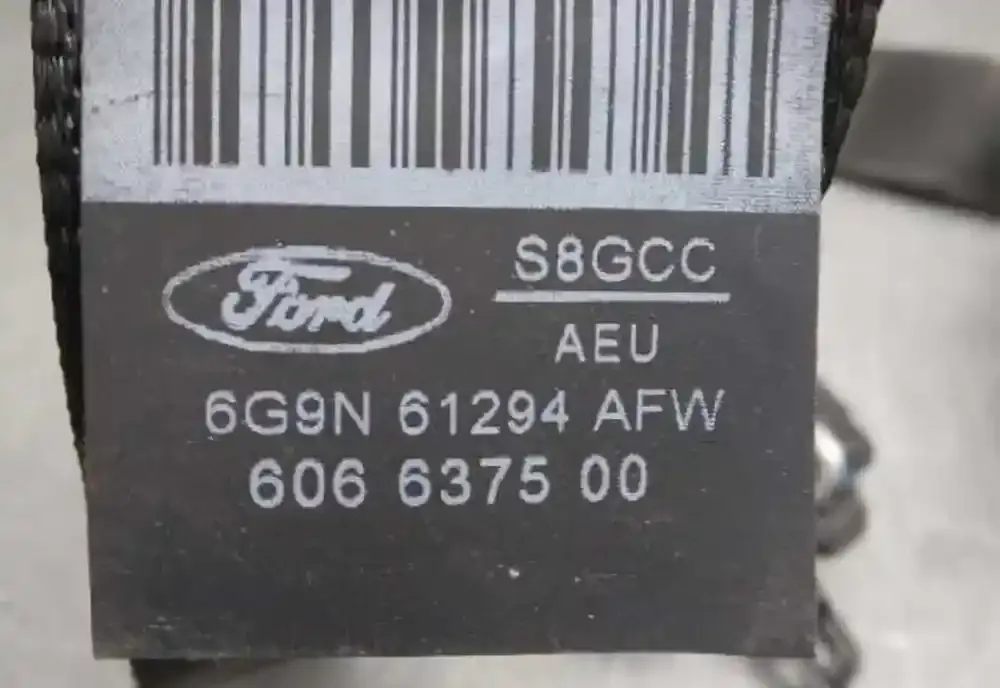 Ford
S8GCC
AEU
6G9N 61294 AFW
606 6375 00